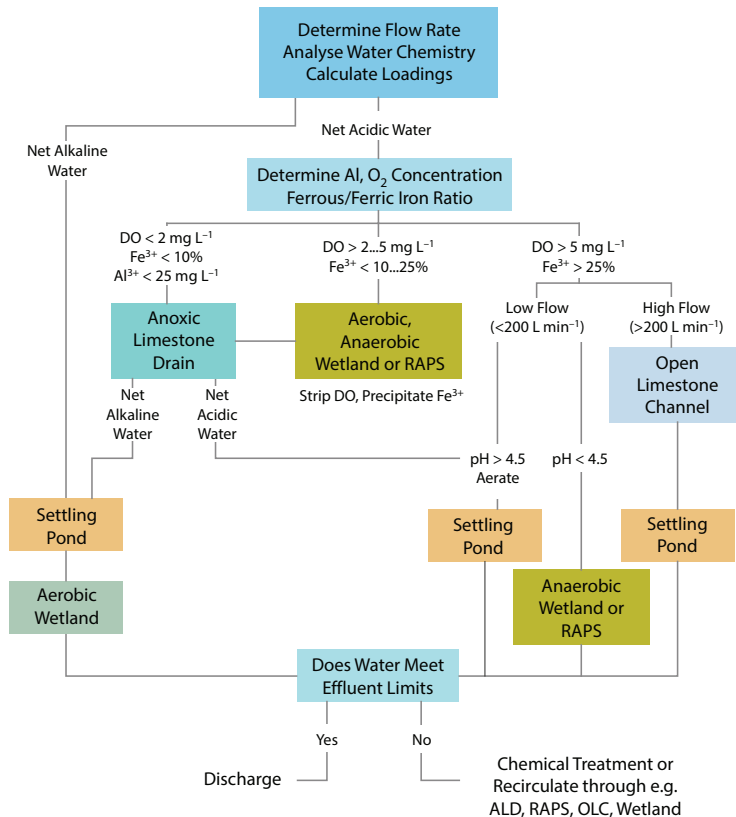 Determine Flow Rate
Analyse Water Chemistry
Calculate Loadings
Net Acidic Water
Net Alkaline
Water
Determine Al, O₂ Concentration
Ferrous/Ferric Iron Ratio
DO < 2 mg L⁻¹
Fe³⁺ < 10%
Al³⁺ < 25 mg L⁻¹
DO > 2...5 mg L⁻¹
Fe³⁺ < 10...25%
DO > 5 mg L⁻¹
Fe³⁺ > 25%
Low Flow
(<200 L min⁻¹)
High Flow
(>200 L min⁻¹)
Anoxic
Limestone
Drain
Aerobic,
Anaerobic
Wetland or RAPS
Strip DO, Precipitate Fe³⁺
Open
Limestone
Channel
Net
Alkaline
Water
Net
Acidic
Water
pH > 4.5
Aerate
pH < 4.5
Settling
Pond
Settling
Pond
Settling
Pond
Aerobic
Wetland
Anaerobic
Wetland or
RAPS
Does Water Meet
Effluent Limits
Yes
No
Discharge
Chemical Treatment or
Recirculate through e.g.
ALD, RAPS, OLC, Wetland